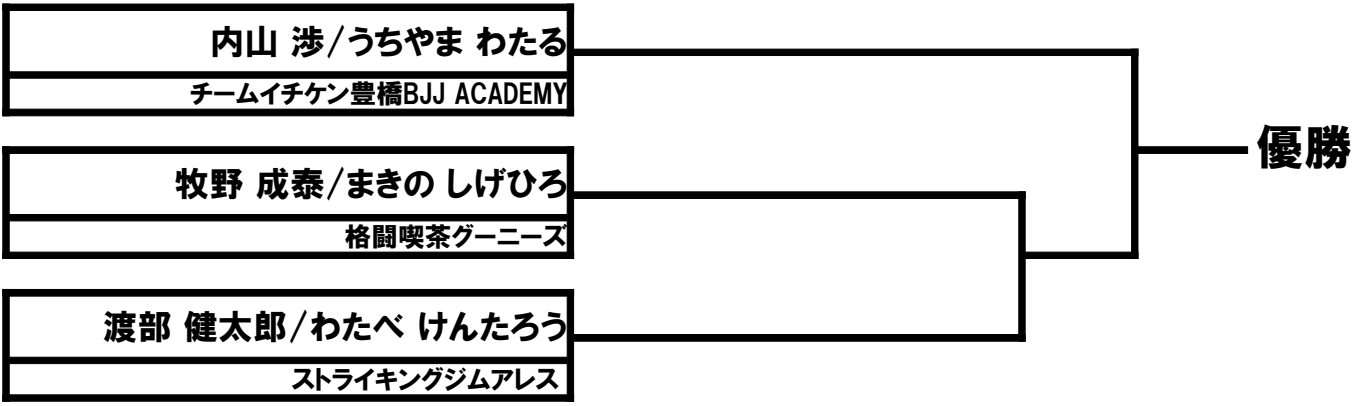 内山 渉/うちやま わたる
チームイチケン豊橋BJJ ACADEMY
優勝
牧野 成泰/まきの しげひろ
格闘喫茶グーニーズ
渡部 健太郎/わたべ けんたろう
ストライキングジムアレス